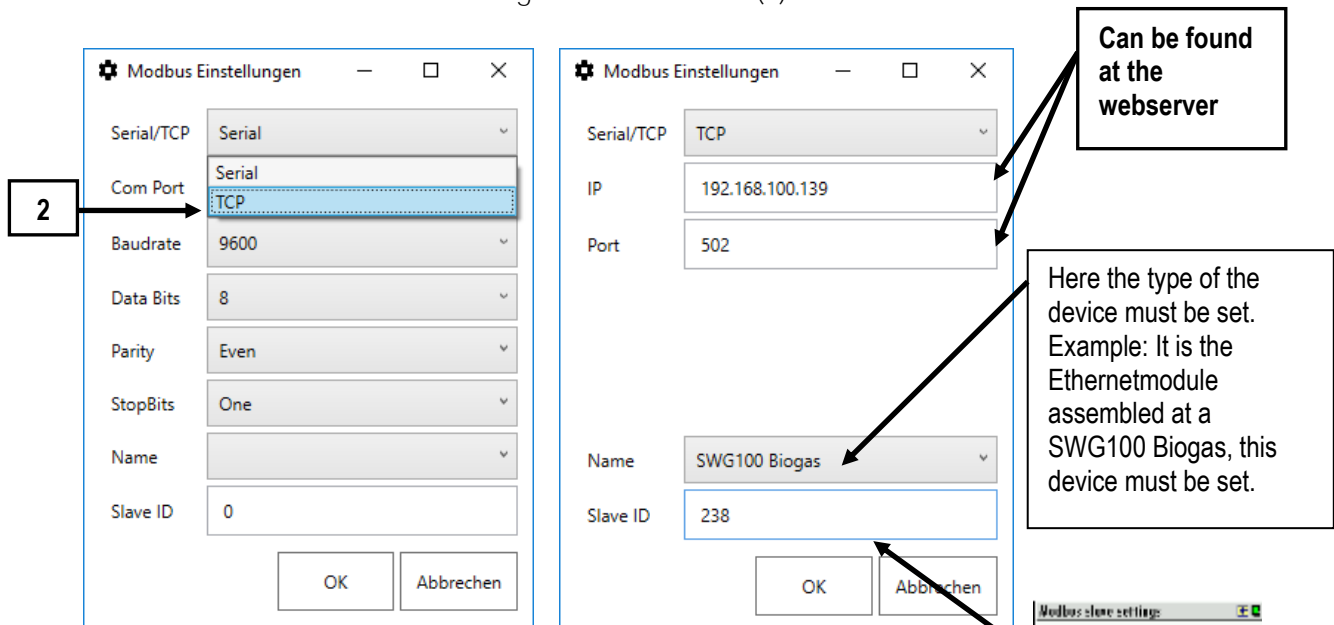 2
Modbus Einstellungen
Serial/TCP Serial
Serial
TCP
Com Port
Baudrate 9600
Data Bits 8
Parity Even
StopBits One
Name
Slave ID 0
OK Abbrechen
Modbus Einstellungen
Serial/TCP TCP
IP 192.168.100.139
Port 502
Name SWG100 Biogas
Slave ID 238
OK Abbrechen
Can be found
at the
webserver
Here the type of the
device must be set.
Example: It is the
Ethernetmodule
assembled at a
SWG100 Biogas, this
device must be set.
Modbus slave settings